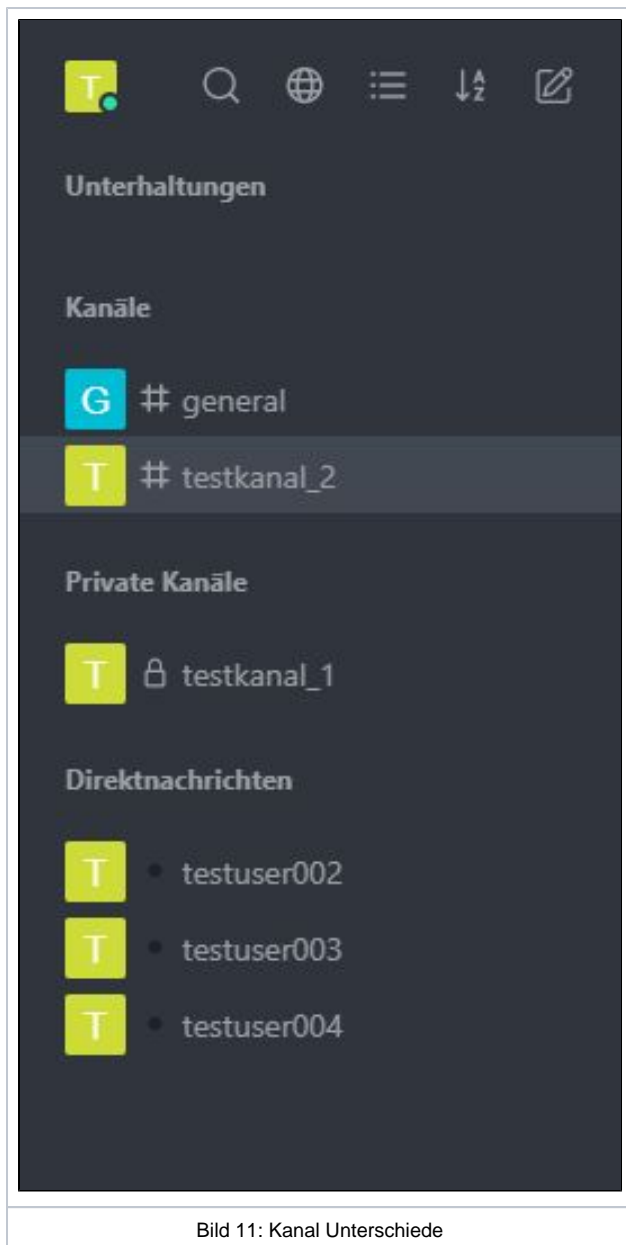 T
Unterhaltungen
Kanäle
G # general
T # testkanal_2
Private Kanäle
T testkanal_1
Direktnachrichten
T testuser002
T testuser003
T testuser004
Bild 11: Kanal Unterschiede